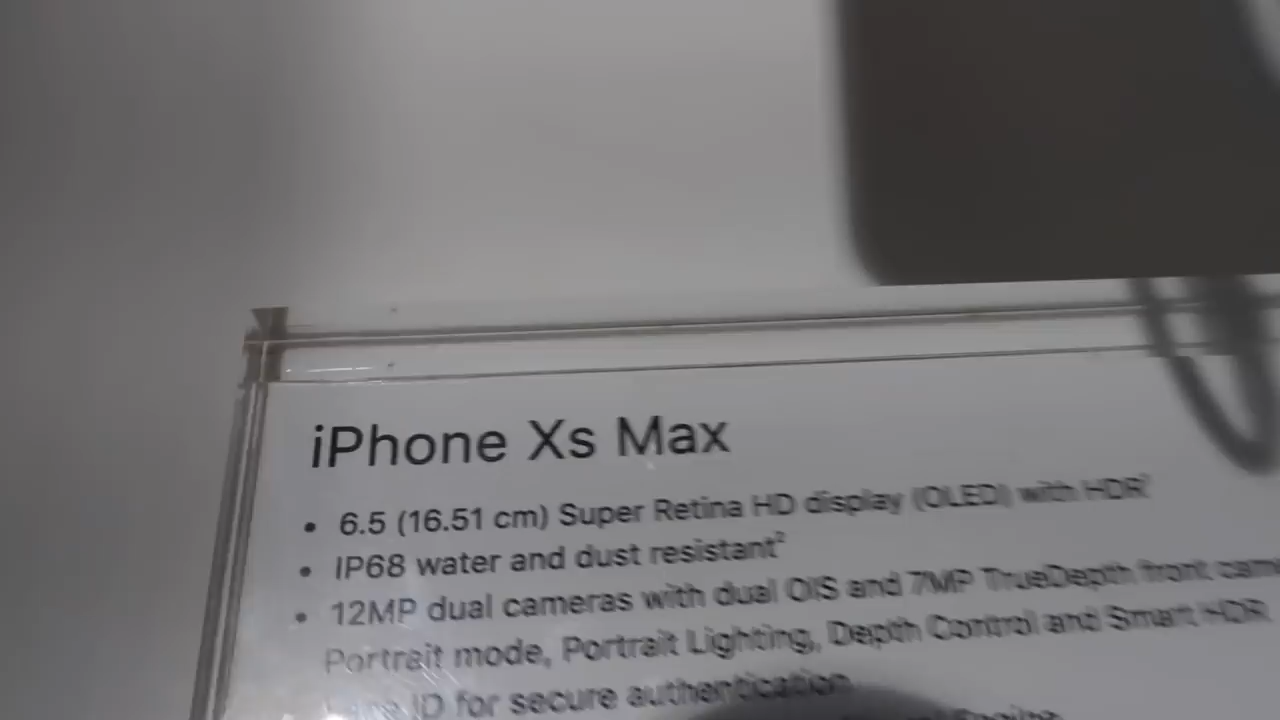 iPhone Xs Max
• 6.5 (16.51 cm) Super Retina HD display (OLED) with HDR¹
• IP68 water and dust resistant²
• 12MP dual cameras with dual OIS and 7MP TrueDepth front
Portrait mode, Portrait Lighting, Depth Control and Smart HDR
ID for secure authentication